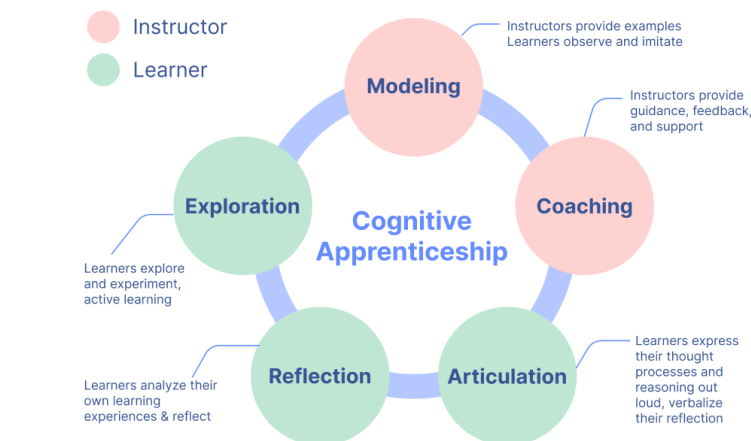 Instructor
Learner
Modeling
Instructors provide examples
Learners observe and imitate
Instructors provide
guidance, feedback,
and support
Coaching
Exploration
Cognitive
Apprenticeship
Learners explore
and experiment,
active learning
Reflection
Articulation
Learners express
their thought
processes and
reasoning out
loud, verbalize
their reflection
Learners analyze their
own learning
experiences & reflect